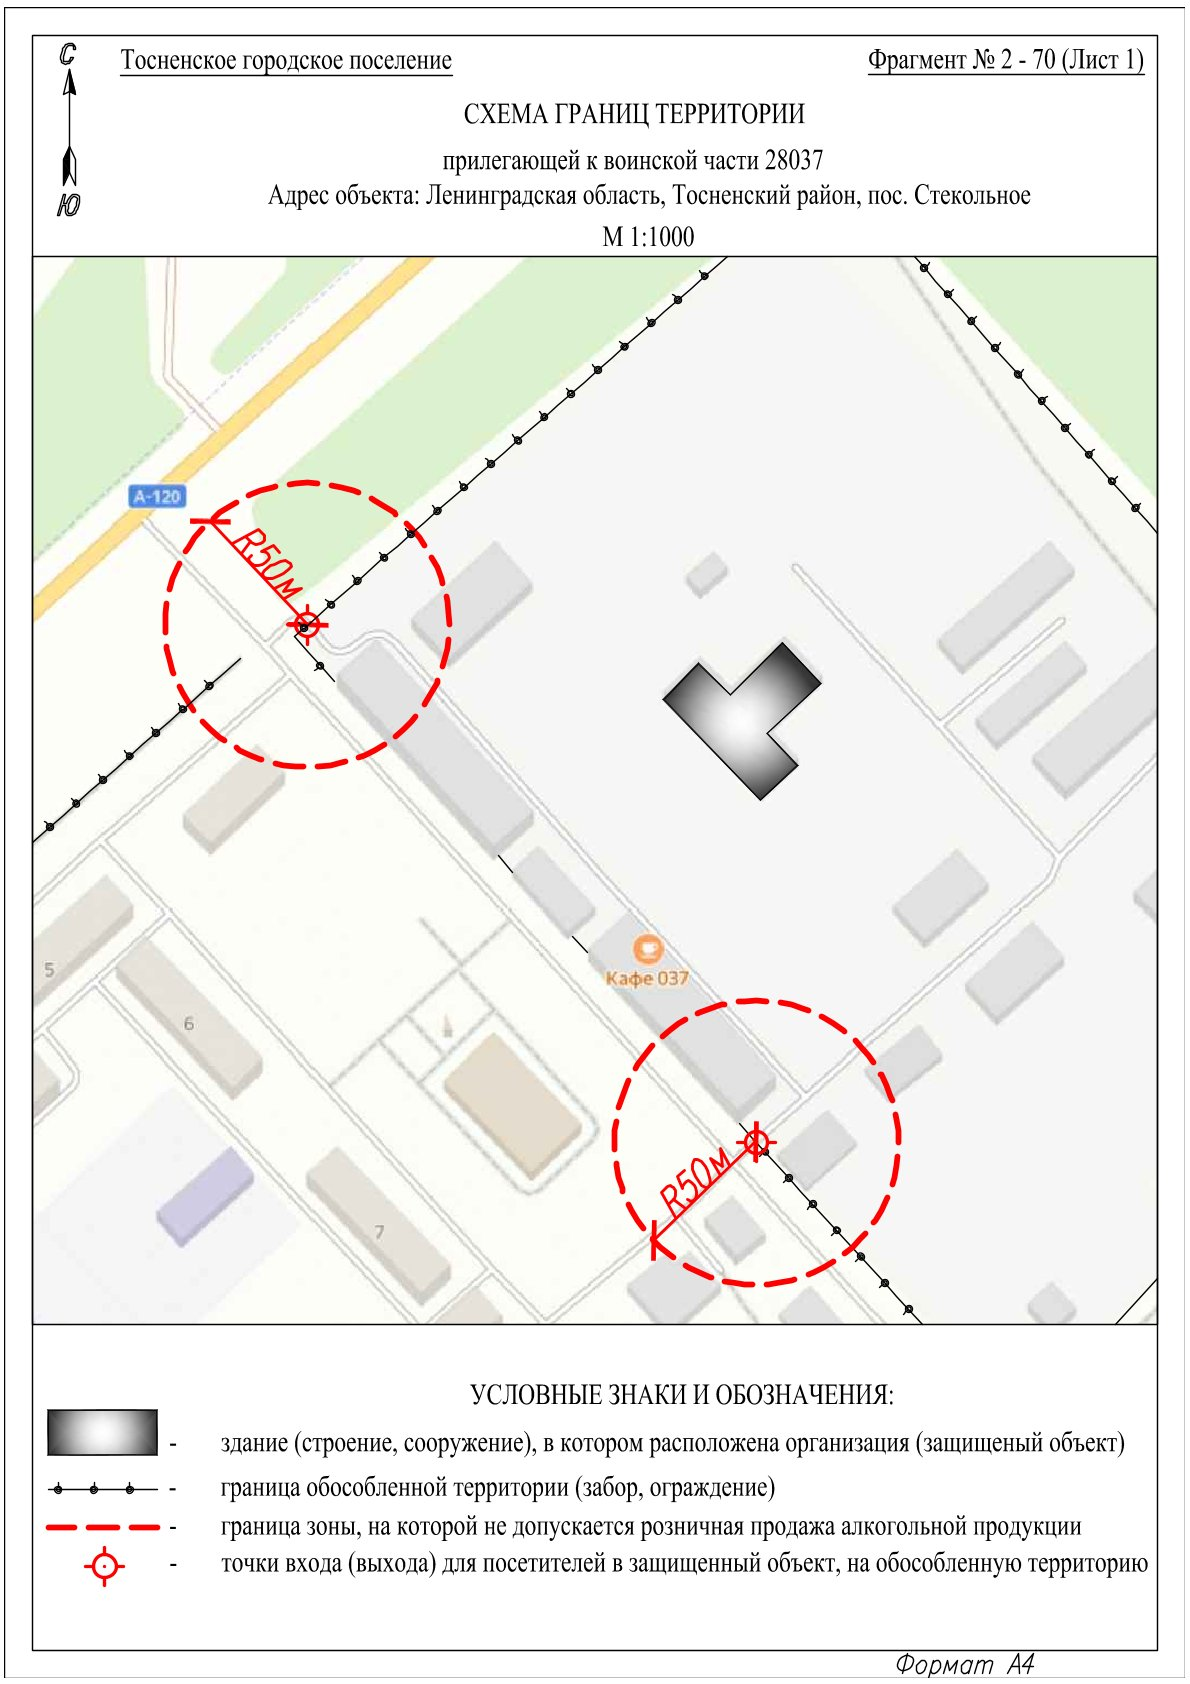 С
Тосненское городское поселение
Фрагмент № 2 - 70 (Лист 1)
СХЕМА ГРАНИЦ ТЕРРИТОРИИ
прилегающей к воинской части 28037
Адрес объекта: Ленинградская область, Тосненский район, пос. Стекольное
Ю
М 1:1000
А-120
R50м
Кафе 037
5
6
R50м
7
УСЛОВНЫЕ ЗНАКИ И ОБОЗНАЧЕНИЯ:
- здание (строение, сооружение), в котором расположена организация (защищеный объект)
- граница обособленной территории (забор, ограждение)
- граница зоны, на которой не допускается розничная продажа алкогольной продукции
- точки входа (выхода) для посетителей в защищенный объект, на обособленную территорию
Формат А4